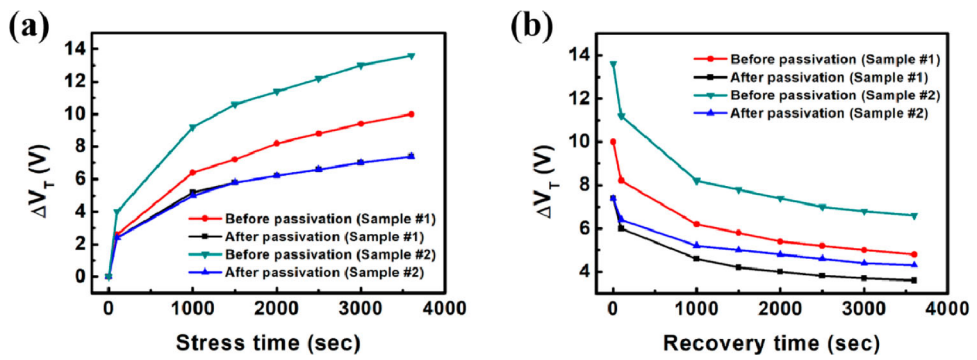 (a)
14
12
10
8
6
4
2
0
ΔV_T (V)
Before passivation (Sample #1)
After passivation (Sample #1)
Before passivation (Sample #2)
After passivation (Sample #2)
0 1000 2000 3000 4000
Stress time (sec)
(b)
14
12
10
8
6
4
ΔV_T (V)
Before passivation (Sample #1)
After passivation (Sample #1)
Before passivation (Sample #2)
After passivation (Sample #2)
0 1000 2000 3000 4000
Recovery time (sec)